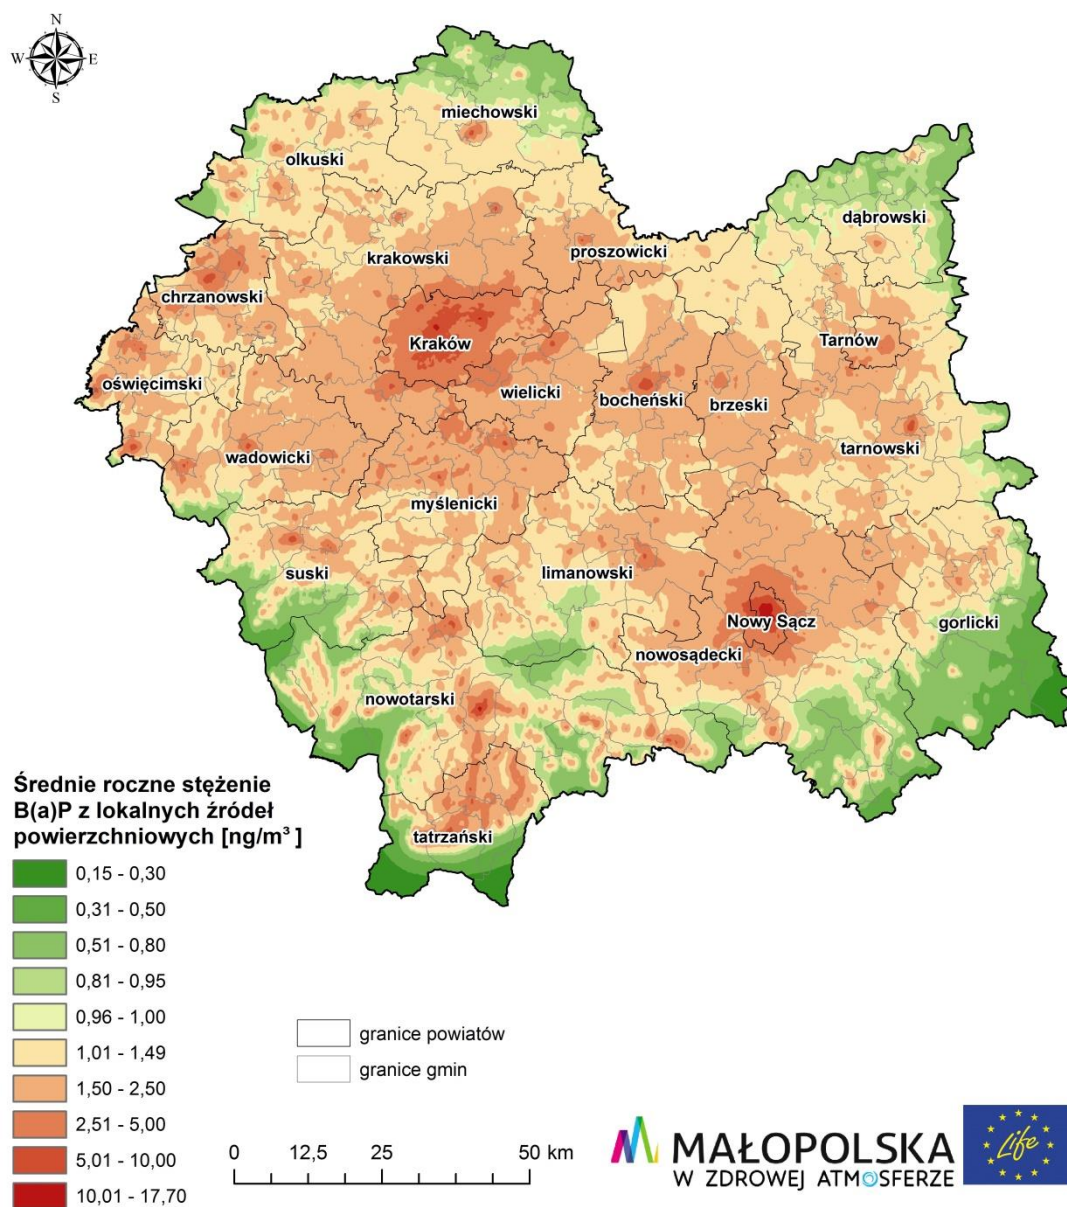 N
W E
S
miechowski
olkuski
dąbrowski
krakowski
proszowicki
chrzanowski
Kraków
Tarnów
oświęcimski
wielicki
bocheński
brzeski
wadowicki
tarnowski
myślenicki
suski
limanowski
Nowy Sącz
gorlicki
nowosądecki
nowotarski
tatrzański
Średnie roczne stężenie
B(a)P z lokalnych źródeł
powierzchniowych [ng/m³ ]
0,15 - 0,30
0,31 - 0,50
0,51 - 0,80
0,81 - 0,95
0,96 - 1,00
1,01 - 1,49
1,50 - 2,50
2,51 - 5,00
5,01 - 10,00
10,01 - 17,70
granice powiatów
granice gmin
0 12,5 25 50 km
MAŁOPOLSKA
W ZDROWEJ ATMOSFERZE
Life